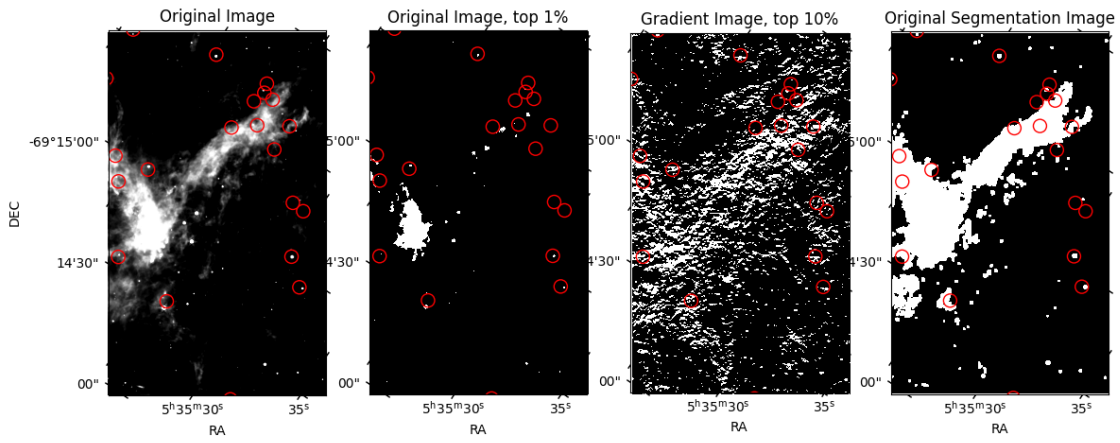 Original Image
Original Image, top 1%
Gradient Image, top 10%
Original Segmentation Image
DEC
-69°15'00"
14'30"
00"
5h35m30s
35s
RA
5'00"
4'30"
00"
5h35m30s
35s
RA
5'00"
4'30"
00"
5h35m30s
35s
RA
5'00"
4'30"
00"
5h35m30s
35s
RA